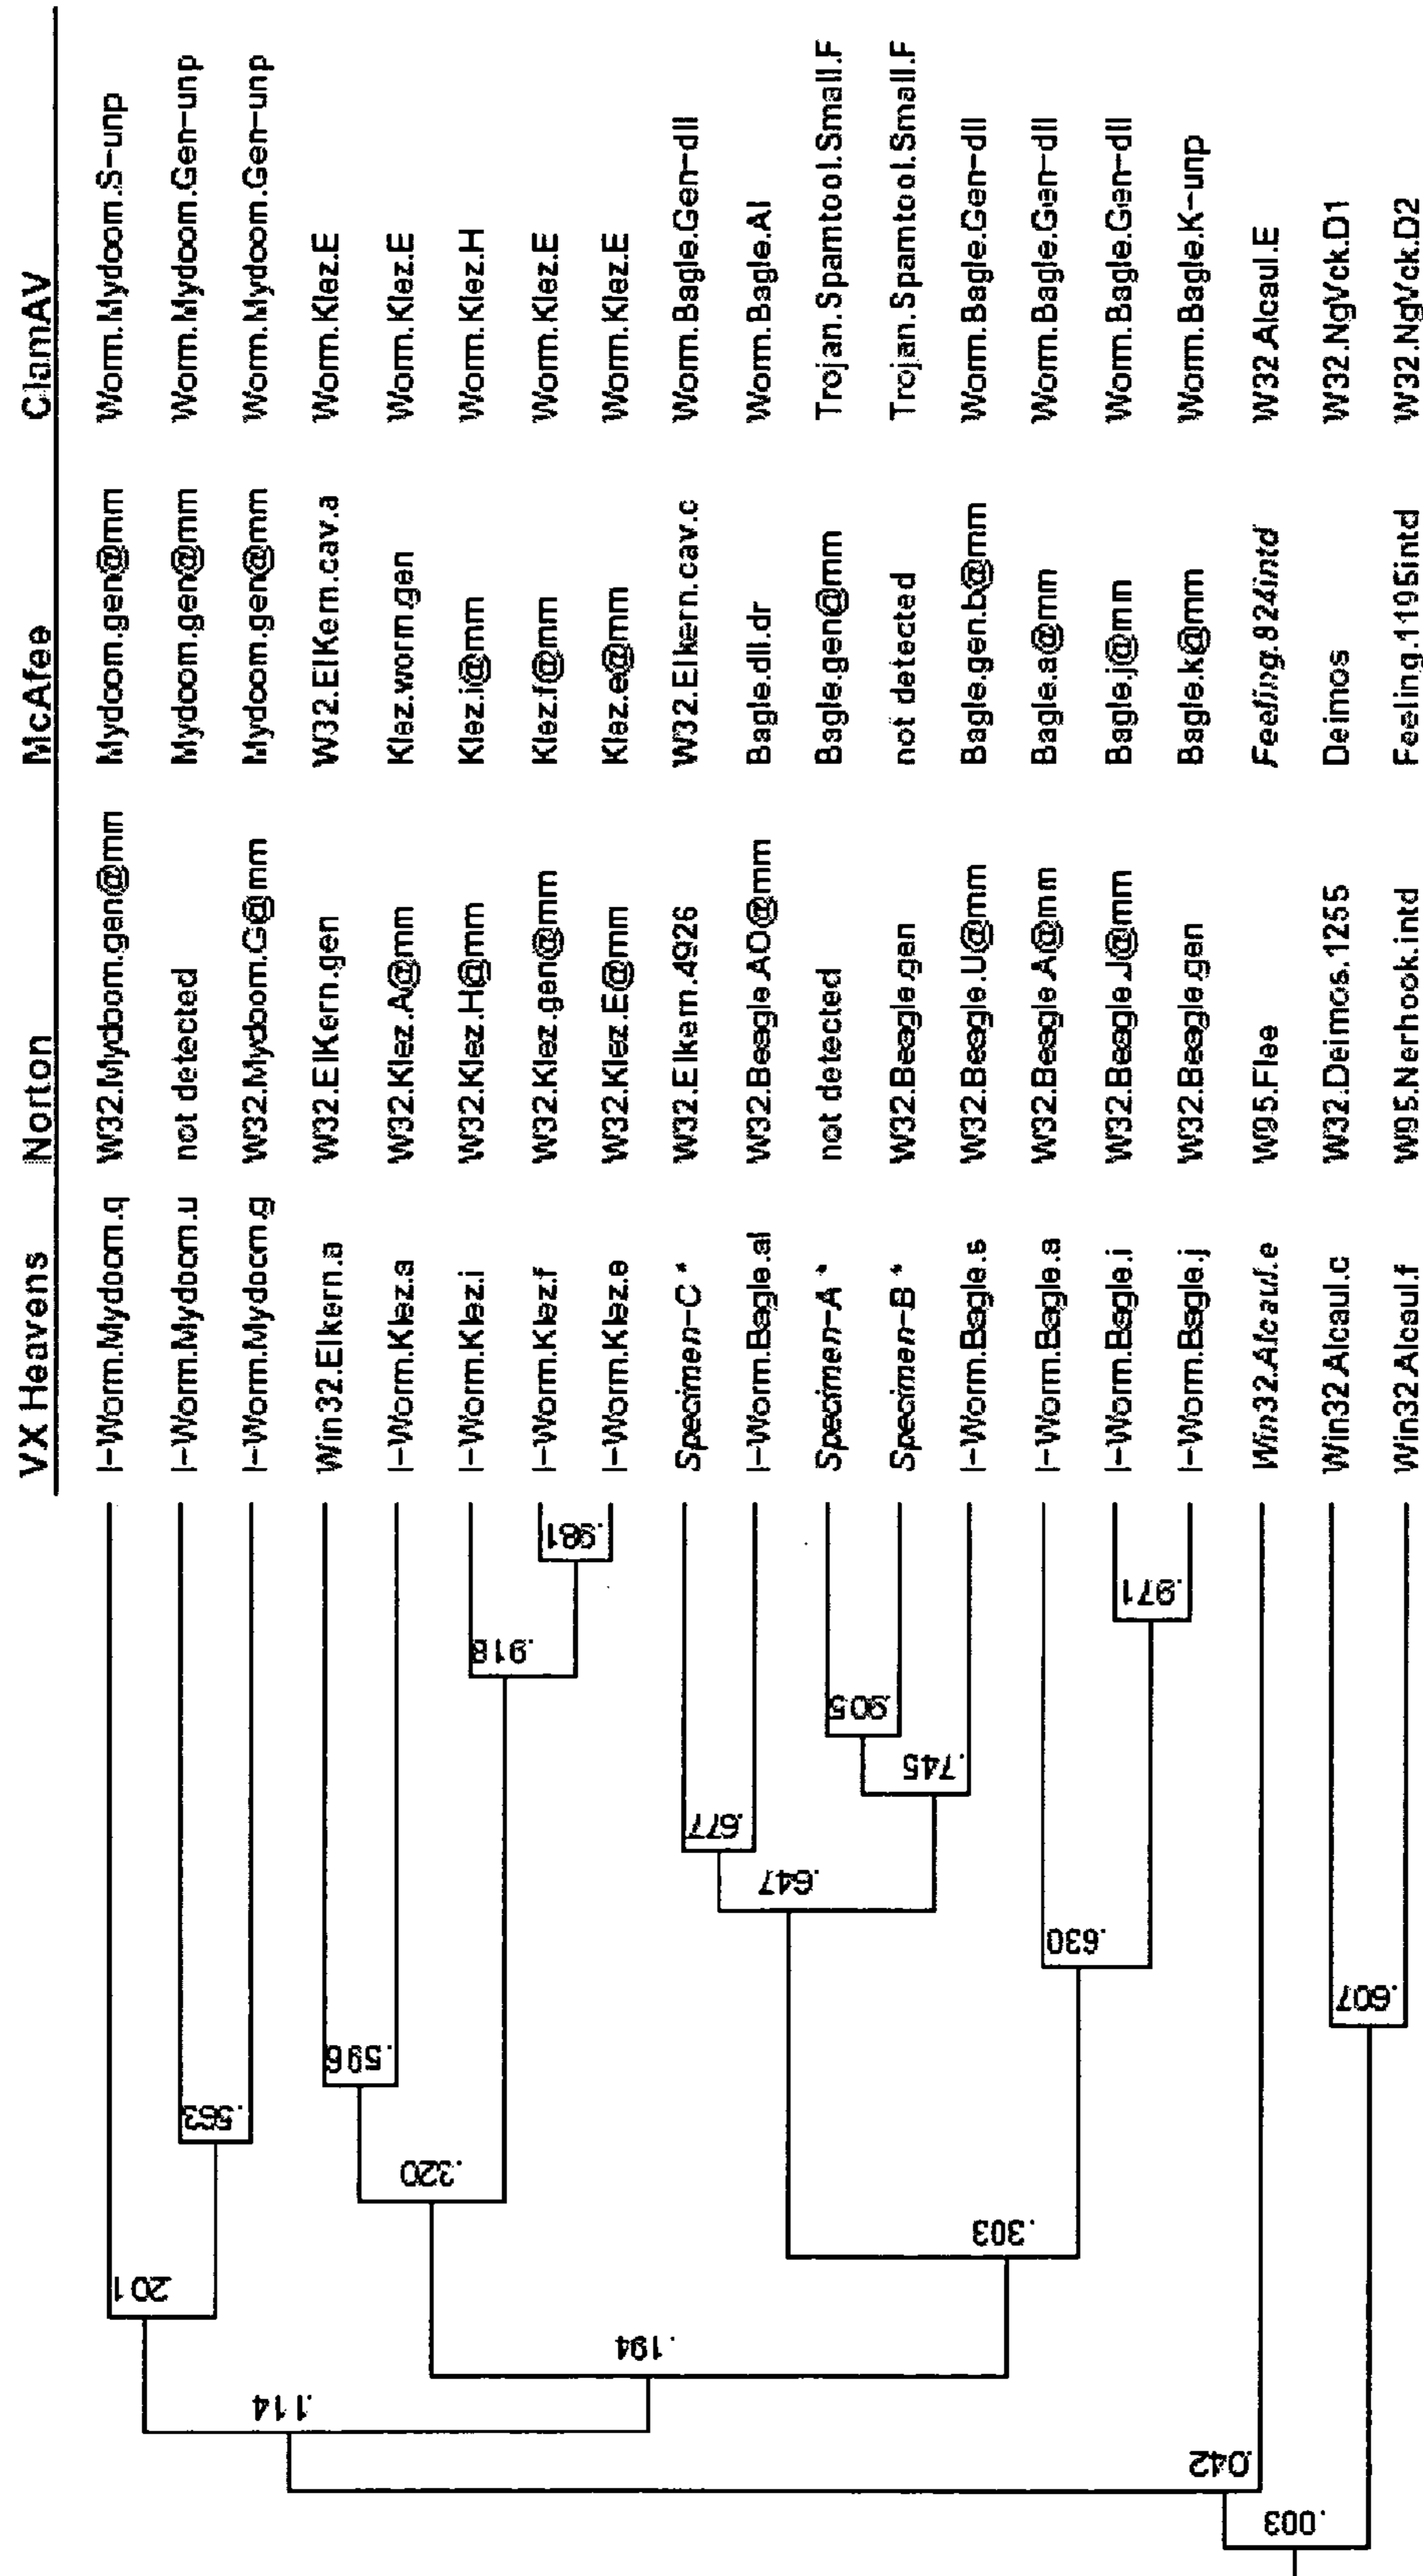 VX Heavens Norton McAfee ClamAV
I-Worm.Mydoom.q W32.Mydoom.gen@mm Mydoom.gen@mm Worm.Mydoom.S-unp
I-Worm.Mydoom.u not detected Mydoom.gen@mm Worm.Mydoom.Gen-unp
I-Worm.Mydoom.g W32.Mydoom.G@mm Mydoom.gen@mm Worm.Mydoom.Gen-unp
Win32.Elkern.a W32.ElKern.gen W32.ElKern.cav.a Worm.Klez.E
I-Worm.Klez.a W32.Klez.A@mm Klez.worm.gen Worm.Klez.E
I-Worm.Klez.i W32.Klez.H@mm Klez.i@mm Worm.Klez.H
I-Worm.Klez.f W32.Klez.gen@mm Klez.f@mm Worm.Klez.E
I-Worm.Klez.e W32.Klez.E@mm Klez.e@mm Worm.Klez.E
Specimen-C * W32.Elkern.4926 W32.Elkern.cav.c Worm.Bagle.Gen-dll
I-Worm.Bagle.al W32.Beagle.AO@mm Bagle.dll.dr Worm.Bagle.AI
Specimen-A * not detected Bagle.gen@mm Trojan.Spamtool.Small.F
Specimen-B * W32.Beagle.gen not detected Trojan.Spamtool.Small.F
I-Worm.Bagle.s W32.Beagle.U@mm Bagle.gen.b@mm Worm.Bagle.Gen-dll
I-Worm.Bagle.a W32.Beagle.A@mm Bagle.a@mm Worm.Bagle.Gen-dll
I-Worm.Bagle.i W32.Beagle.J@mm Bagle.j@mm Worm.Bagle.Gen-dll
I-Worm.Bagle.j W32.Beagle.gen Bagle.k@mm Worm.Bagle.K-unp
Win32.Alcaul.e W95.Flee Feeling.824intd W32.Alcaul.E
Win32.Alcaul.c W32.Deimos.1255 Deimos W32.NgVck.D1
Win32.Alcaul.f W95.Nerhook.intd Feeling.1195intd W32.NgVck.D2
.201
.563
.114
.596
.320
.918
.981
.194
.677
.647
.905
.745
.303
.630
.971
.042
.003
.607